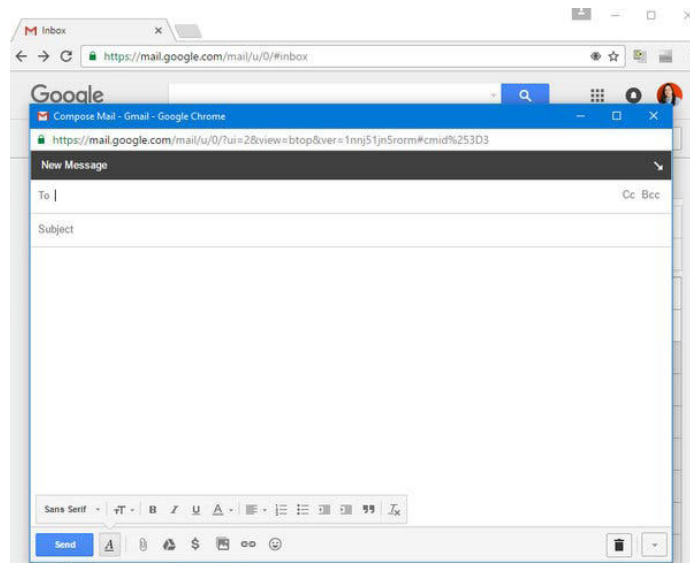 Inbox
https://mail.google.com/mail/u/0/#inbox
Google
Compose Mail - Gmail - Google Chrome
https://mail.google.com/mail/u/0/?ui=2&view=btop&ver=1nnj51jn5rorm#cmid%253D3
New Message
To Cc Bcc
Subject
Sans Serif
Send